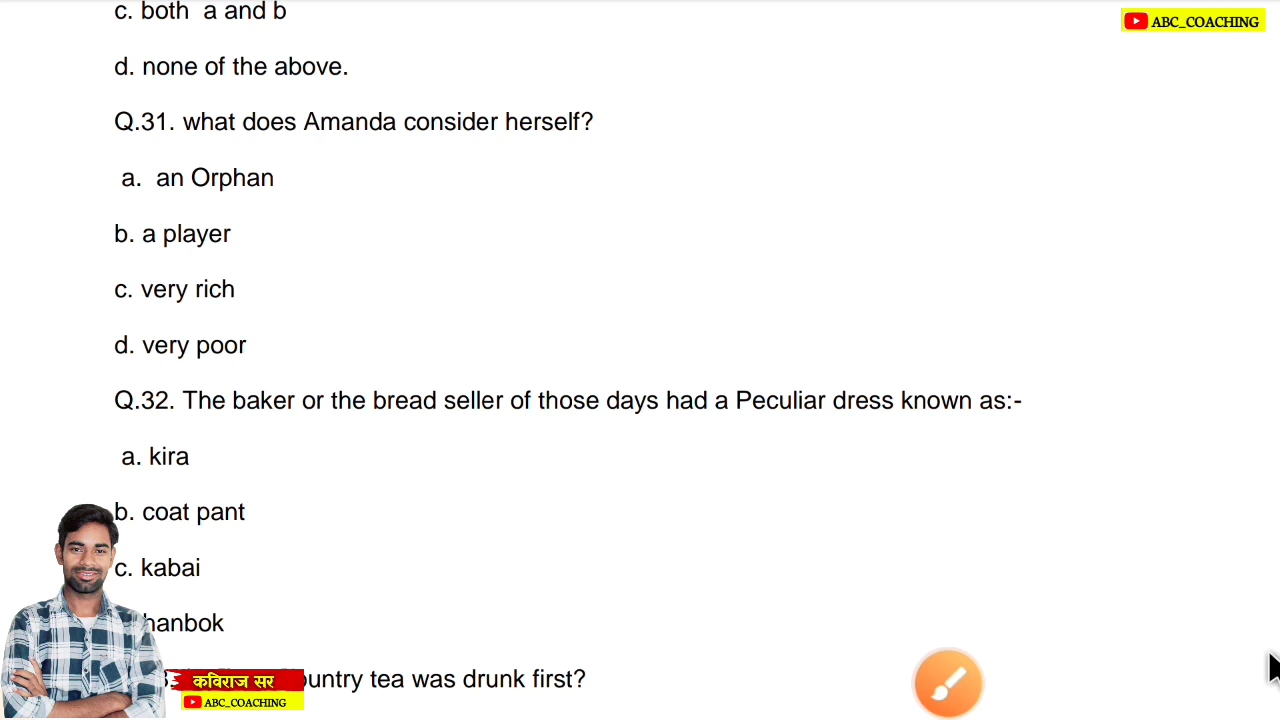 c. both a and b
ABC_COACHING
d. none of the above.
Q.31. what does Amanda consider herself?
a. an Orphan
b. a player
c. very rich
d. very poor
Q.32. The baker or the bread seller of those days had a Peculiar dress known as:-
a. kira
b. coat pant
c. kabai
hanbok
country tea was drunk first?
कविराज सर
ABC_COACHING